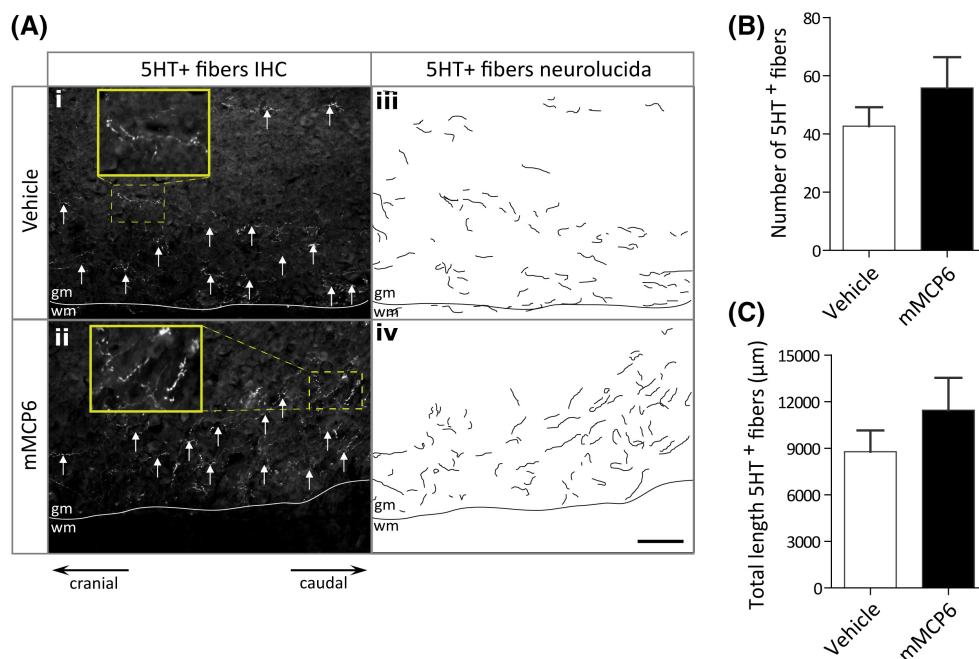 (A)
5HT+ fibers IHC
5HT+ fibers neurolucida
Vehicle
i
gm
wm
iii
gm
wm
mMCP6
ii
gm
wm
iv
gm
wm
cranial
caudal
(B)
Number of 5HT + fibers
80
60
40
20
0
Vehicle
mMCP6
(C)
Total length 5HT + fibers (μm)
15000
12000
9000
6000
3000
0
Vehicle
mMCP6